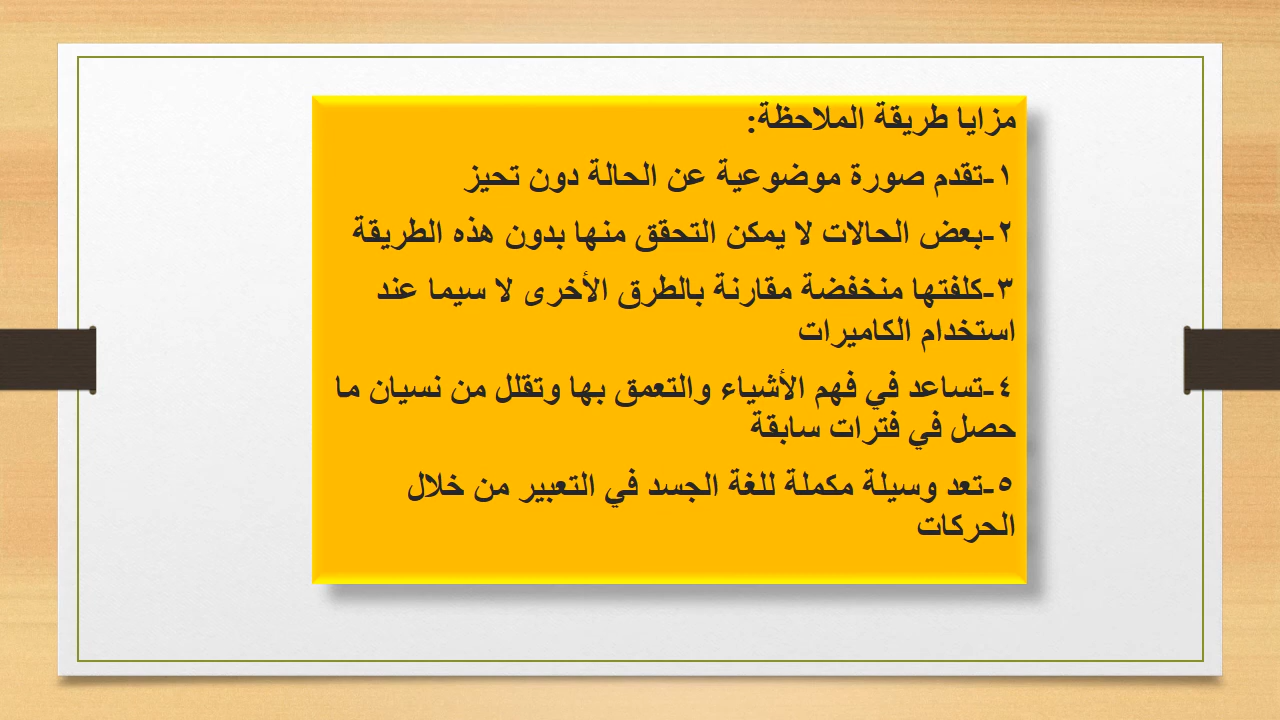 مزايا طريقة الملاحظة:
١-تقدم صورة موضوعية عن الحالة دون تحيز
٢-بعض الحالات لا يمكن التحقق منها بدون هذه الطريقة
٣-كلفتها منخفضة مقارنة بالطرق الأخرى لا سيما عند
استخدام الكاميرات
٤-تساعد في فهم الأشياء والتعمق بها وتقلل من نسيان ما
حصل في فترات سابقة
٥-تعد وسيلة مكملة للغة الجسد في التعبير من خلال
الحركات